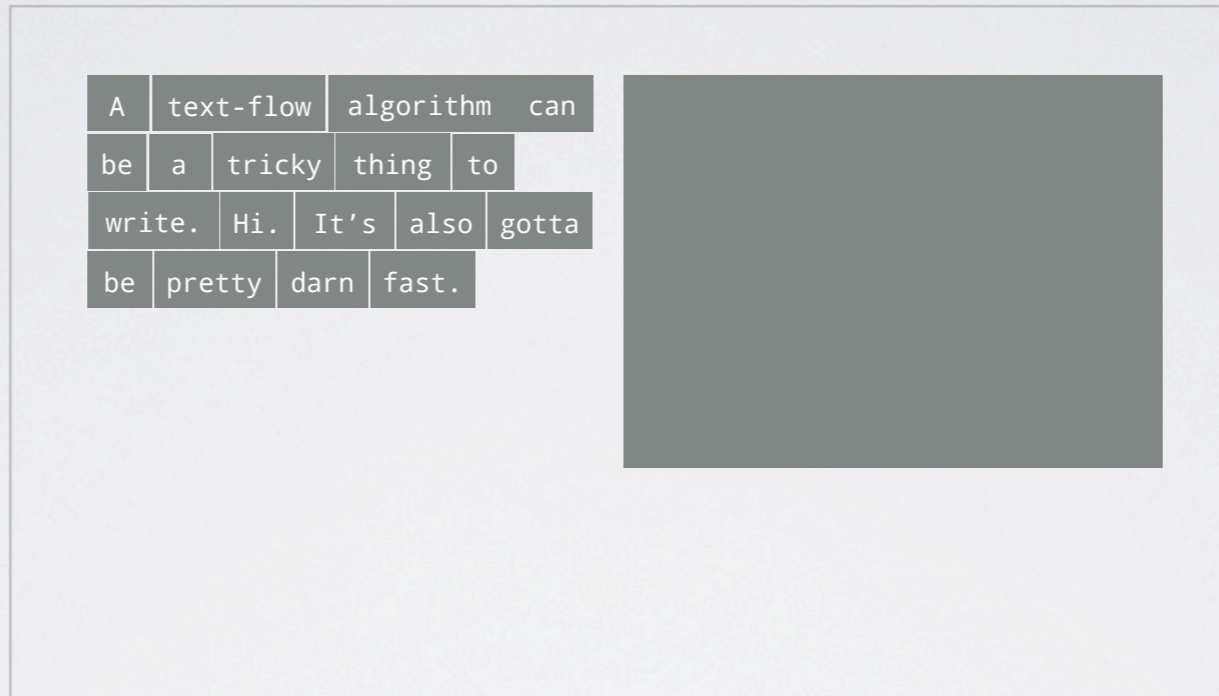 A text-flow algorithm can
be a tricky thing to
write. Hi. It’s also gotta
be pretty darn fast.